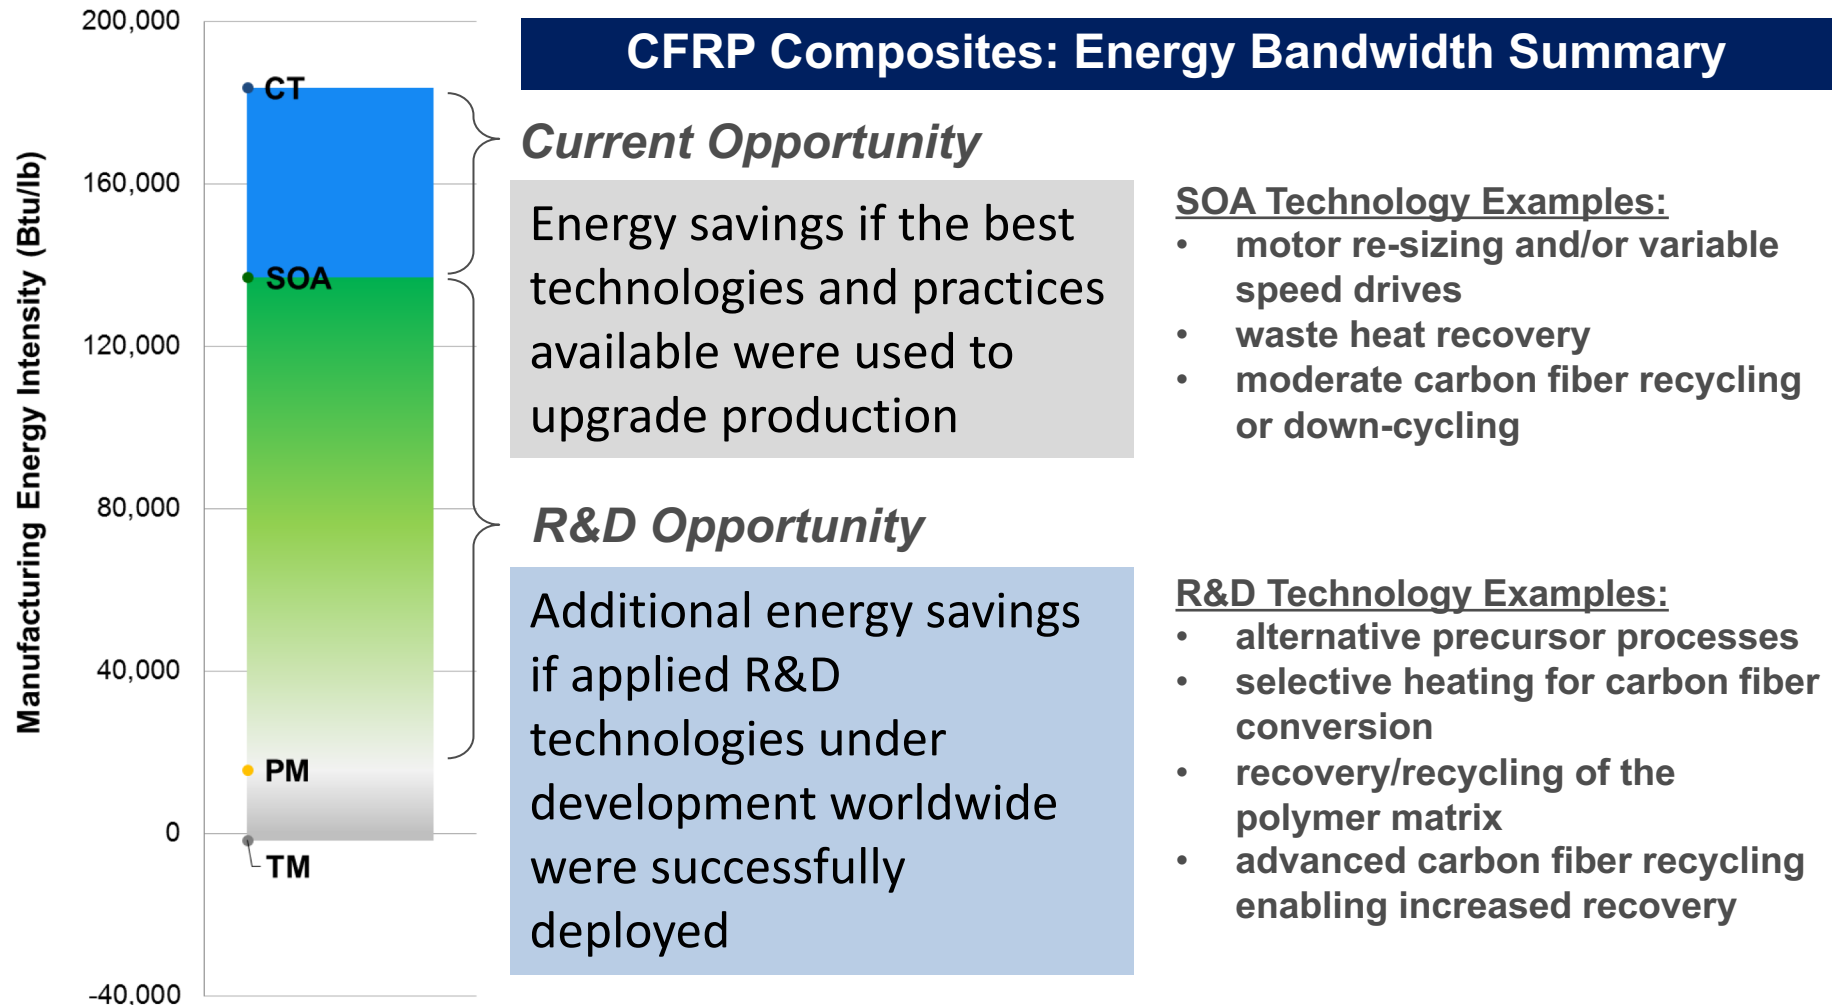 CFRP Composites: Energy Bandwidth Summary
Manufacturing Energy Intensity (Btu/lb)
200,000
160,000
120,000
80,000
40,000
0
-40,000
CT
SOA
PM
TM
Current Opportunity
Energy savings if the best
technologies and practices
available were used to
upgrade production
SOA Technology Examples:
• motor re-sizing and/or variable
speed drives
• waste heat recovery
• moderate carbon fiber recycling
or down-cycling
R&D Opportunity
Additional energy savings
if applied R&D
technologies under
development worldwide
were successfully
deployed
R&D Technology Examples:
• alternative precursor processes
• selective heating for carbon fiber
conversion
• recovery/recycling of the
polymer matrix
• advanced carbon fiber recycling
enabling increased recovery